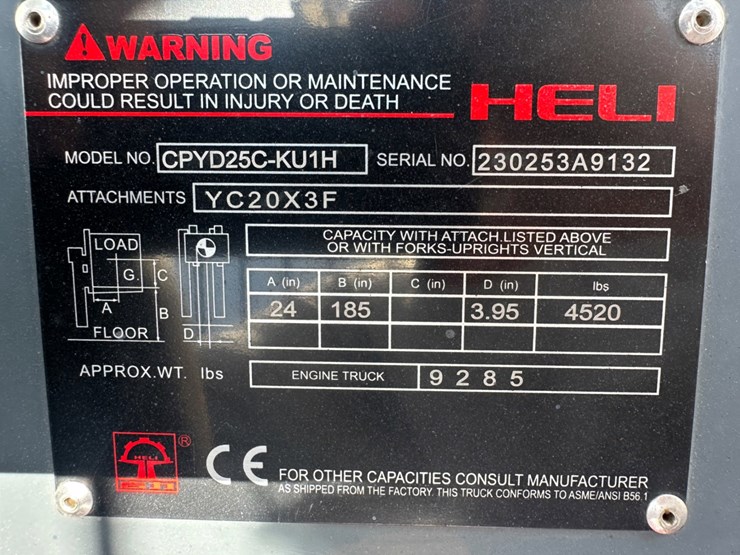 WARNING
IMPROPER OPERATION OR MAINTENANCE
COULD RESULT IN INJURY OR DEATH
HELI
MODEL NO. CPYD25C-KU1H SERIAL NO. 230253A9132
ATTACHMENTS YC20X3F
CAPACITY WITH ATTACH.LISTED ABOVE
OR WITH FORKS-UPRIGHTS VERTICAL
LOAD
G.
C
A
B
FLOOR
D
A (in) B (in) C (in) D (in) lbs
24 185 3.95 4520
APPROX.WT. lbs ENGINE TRUCK 9285
HELI
®
CE
FOR OTHER CAPACITIES CONSULT MANUFACTURER
AS SHIPPED FROM THE FACTORY. THIS TRUCK CONFORMS TO ASME/ANSI B56.1